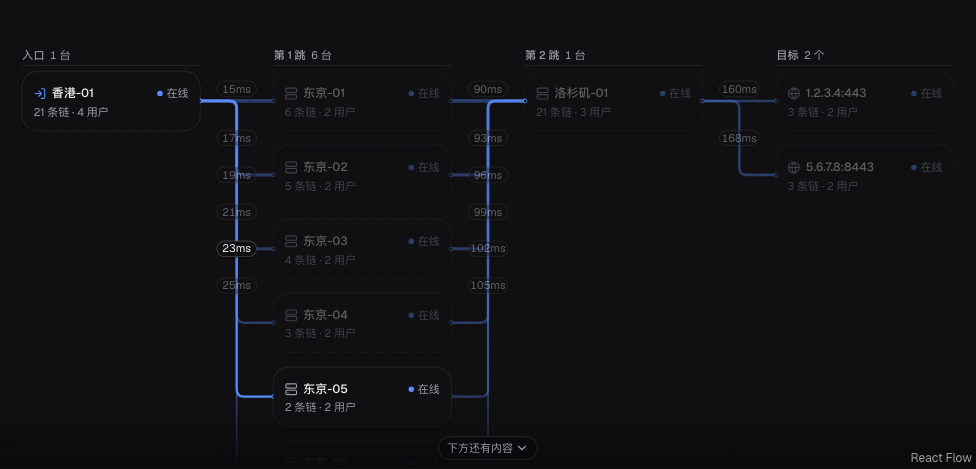 入口 1 台
第 1 跳 6 台
第 2 跳 1 台
目标 2 个
香港-01
在线
21 条链 · 4 用户
15ms
17ms
19ms
21ms
23ms
25ms
东京-01
在线
6 条链 · 2 用户
东京-02
在线
5 条链 · 2 用户
东京-03
在线
4 条链 · 2 用户
东京-04
在线
3 条链 · 2 用户
东京-05
在线
2 条链 · 2 用户
90ms
93ms
96ms
99ms
102ms
105ms
洛杉矶-01
在线
21 条链 · 3 用户
160ms
168ms
1.2.3.4:443
在线
3 条链 · 2 用户
5.6.7.8:8443
在线
3 条链 · 2 用户
下方还有内容
React Flow